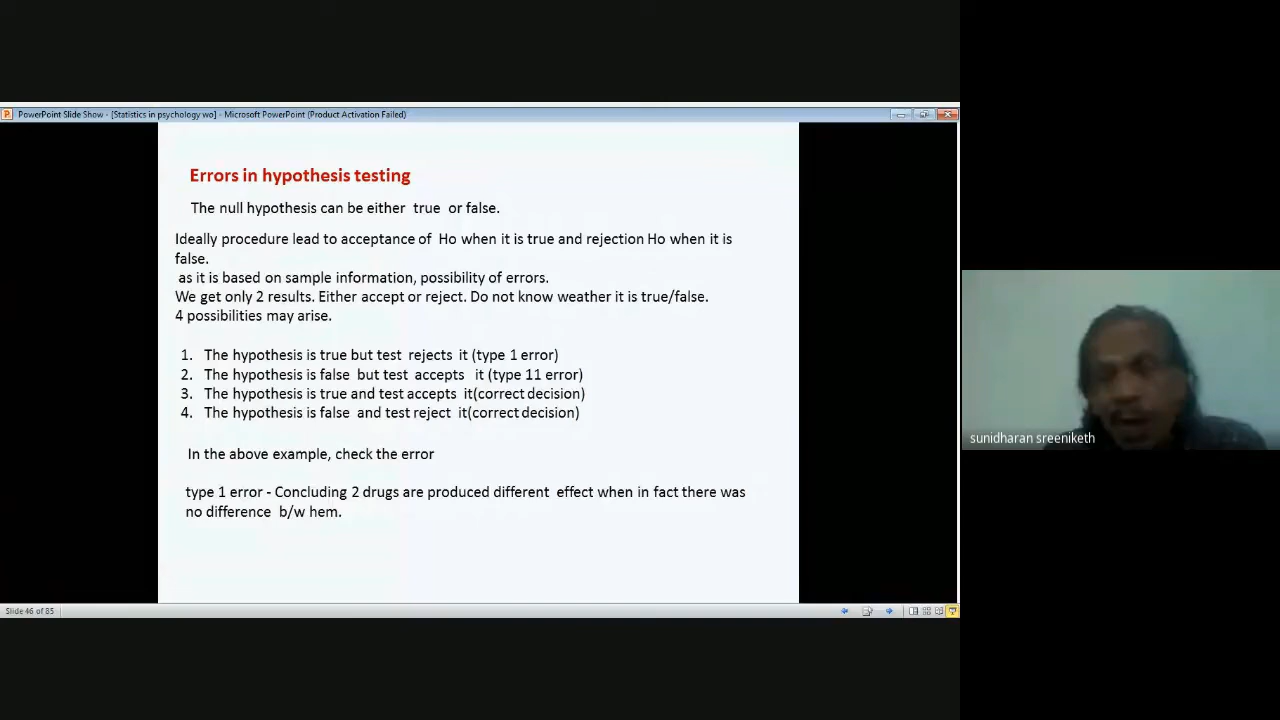 PowerPoint Slide Show - [Statistics in psychology wo] - Microsoft PowerPoint (Product Activation Failed)
Errors in hypothesis testing
The null hypothesis can be either true or false.
Ideally procedure lead to acceptance of Ho when it is true and rejection Ho when it is
false.
as it is based on sample information, possibility of errors.
We get only 2 results. Either accept or reject. Do not know weather it is true/false.
4 possibilities may arise.
1. The hypothesis is true but test rejects it (type 1 error)
2. The hypothesis is false but test accepts it (type 11 error)
3. The hypothesis is true and test accepts it(correct decision)
4. The hypothesis is false and test reject it(correct decision)
In the above example, check the error
type 1 error - Concluding 2 drugs are produced different effect when in fact there was
no difference b/w hem.
sunidharan sreeniketh
Slide 46 of 85